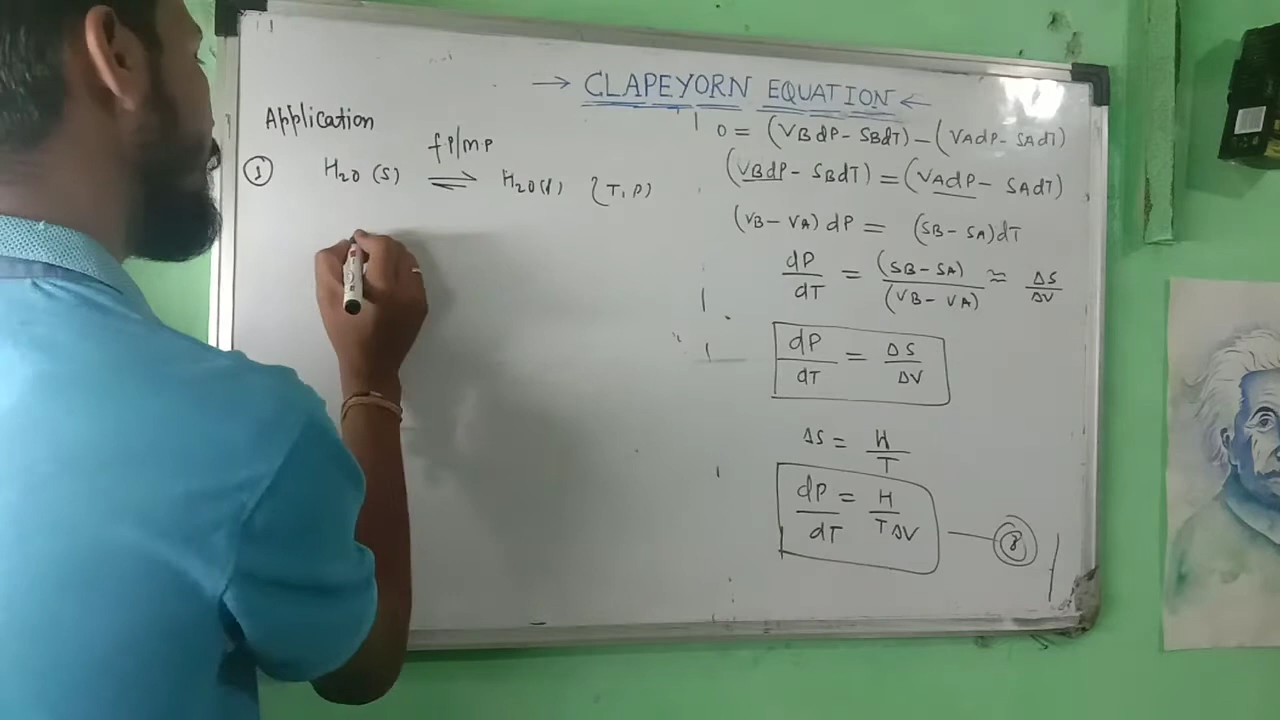 → CLAPEYORN EQUATION ←
Application
① H₂O (s) ⇌ H₂O(l) (T, P)
fP/mP
0 = (VBdP - SBdT) - (VAdP - SAdT)
(VBdP - SBdT) = (VAdP - SAdT)
(VB - VA) dP = (SB - SA)dT
dP/dT = (SB - SA)/(VB - VA) ≈ ΔS/ΔV
dP/dT = ΔS/ΔV
ΔS = H/T
dP/dT = H/TΔV — ⑧